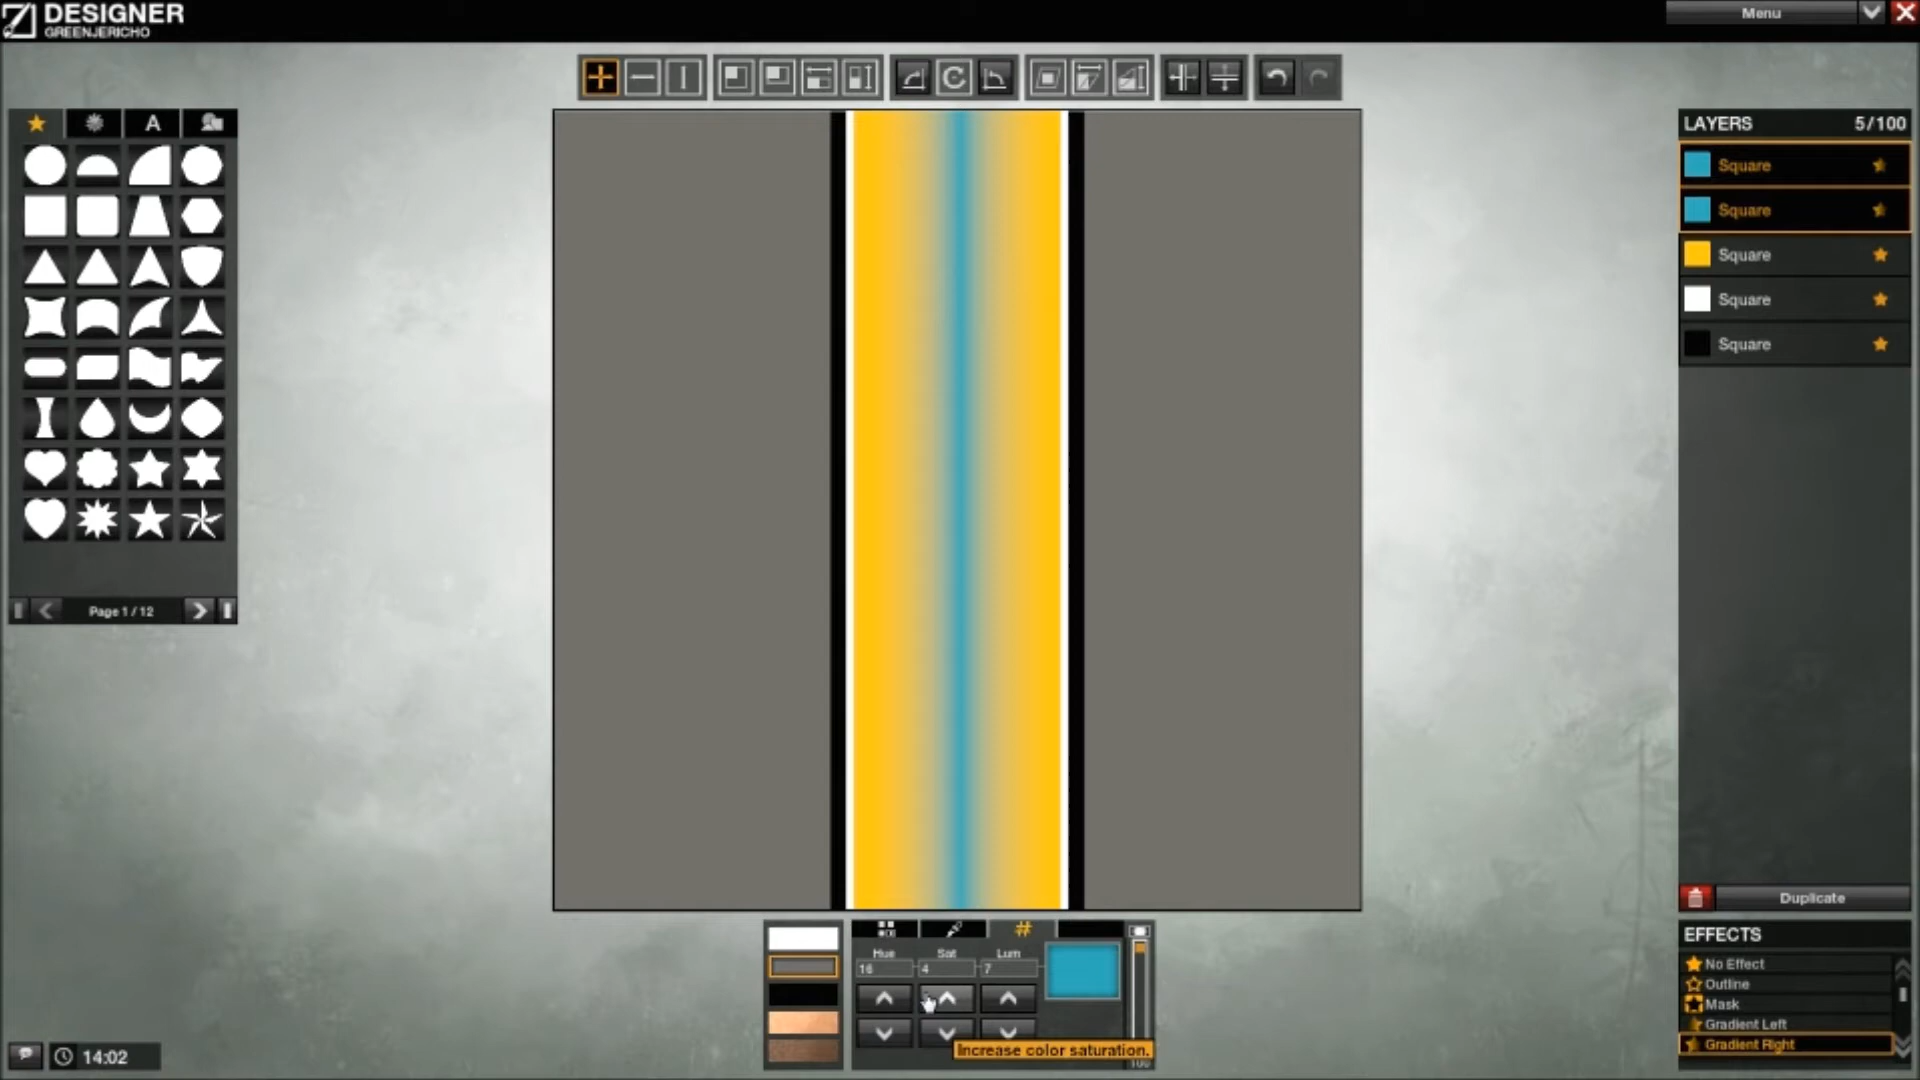 DESIGNER
GREENJERICHO
Menu
A
LAYERS 5/100
Square
Square
Square
Square
Square
Page 1 / 12
Duplicate
EFFECTS
No Effect
Outline
Mask
Gradient Left
Gradient Right
#
Hue Sat Lum
16 4 7
Increase color saturation.
100
14:02